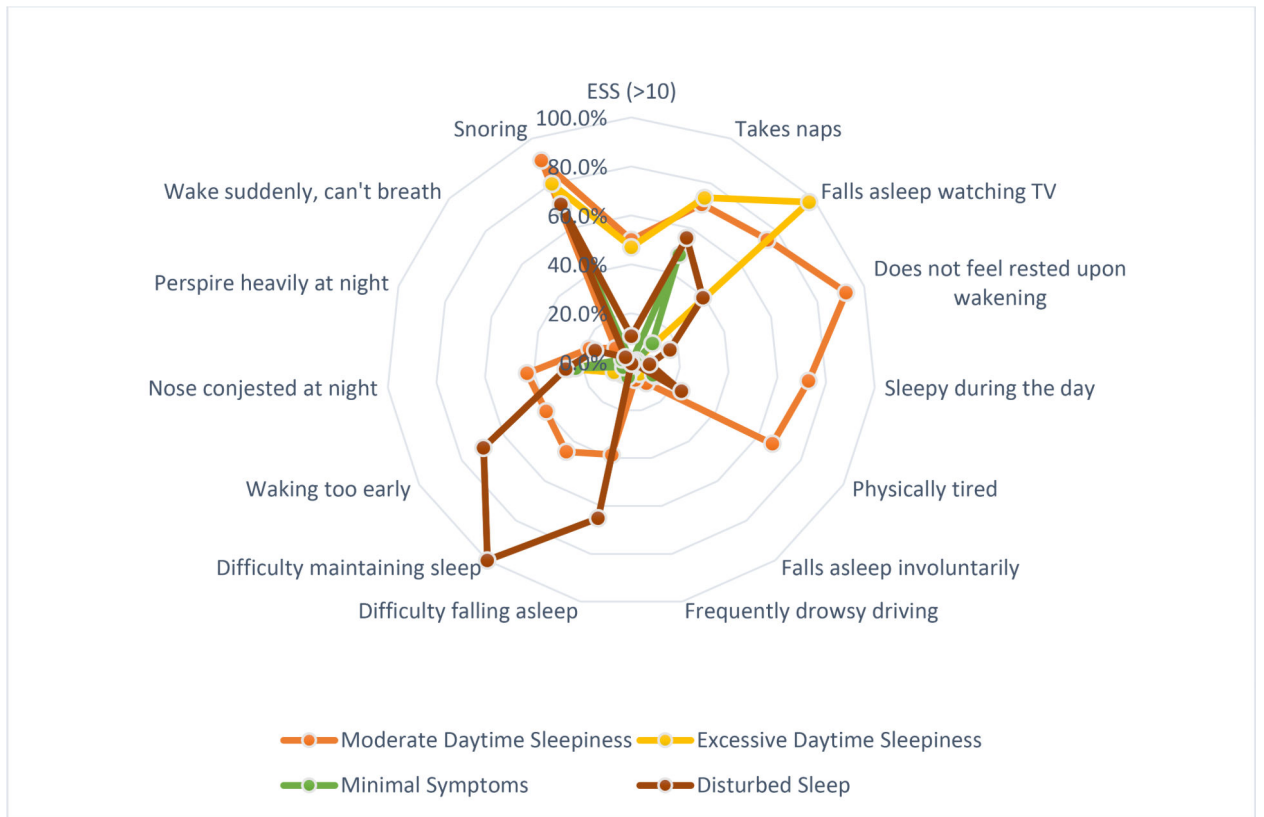 ESS (>10)
100.0%
Snoring
Takes naps
80.0%
Wake suddenly, can't breath
Falls asleep watching TV
60.0%
40.0%
Perspire heavily at night
Does not feel rested upon
wakening
20.0%
0.0%
Nose conjested at night
Sleepy during the day
Waking too early
Physically tired
Difficulty maintaining sleep
Falls asleep involuntarily
Difficulty falling asleep
Frequently drowsy driving
Moderate Daytime Sleepiness
Excessive Daytime Sleepiness
Minimal Symptoms
Disturbed Sleep